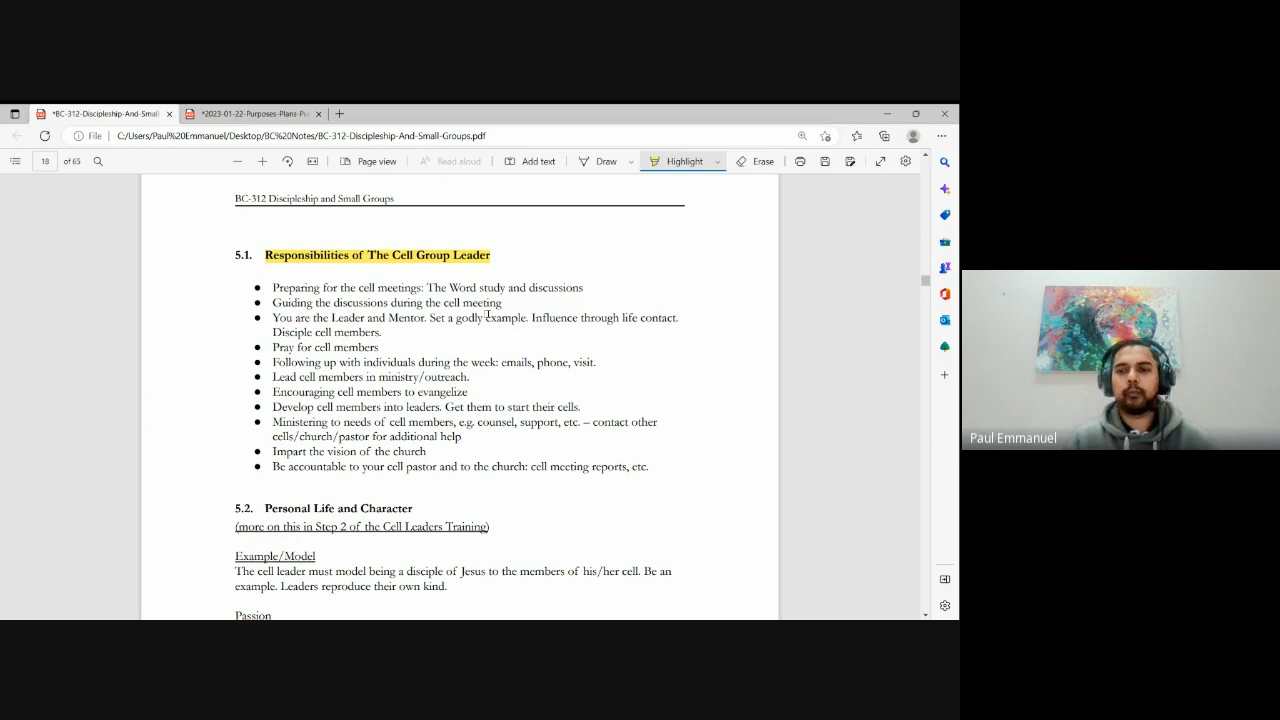 *BC-312-Discipleship-And-Small
*2023-01-22-Purposes-Plans-Pu
File
C:/Users/Paul%20Emmanuel/Desktop/BC%20Notes/BC-312-Discipleship-And-Small-Groups.pdf
18 of 65
Page view
Read aloud
Add text
Draw
Highlight
Erase
BC-312 Discipleship and Small Groups
5.1. Responsibilities of The Cell Group Leader
● Preparing for the cell meetings: The Word study and discussions
● Guiding the discussions during the cell meeting
● You are the Leader and Mentor. Set a godly example. Influence through life contact.
Disciple cell members.
● Pray for cell members
● Following up with individuals during the week: emails, phone, visit.
● Lead cell members in ministry/outreach.
● Encouraging cell members to evangelize
● Develop cell members into leaders. Get them to start their cells.
● Ministering to needs of cell members, e.g. counsel, support, etc. – contact other
cells/church/pastor for additional help
● Impart the vision of the church
● Be accountable to your cell pastor and to the church: cell meeting reports, etc.
5.2. Personal Life and Character
(more on this in Step 2 of the Cell Leaders Training)
Example/Model
The cell leader must model being a disciple of Jesus to the members of his/her cell. Be an
example. Leaders reproduce their own kind.
Passion
Paul Emmanuel